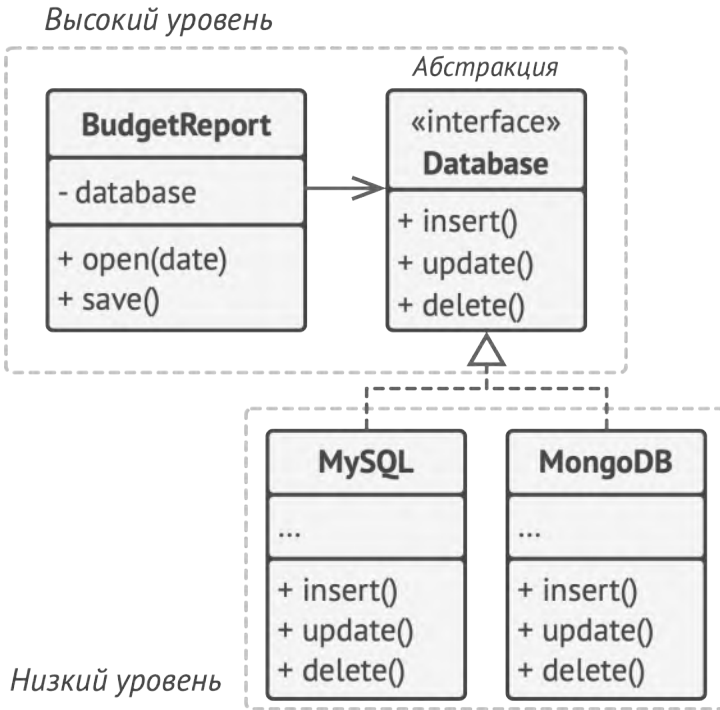 Высокий уровень
Абстракция
BudgetReport
- database
+ open(date)
+ save()
«interface»
Database
+ insert()
+ update()
+ delete()
MySQL
...
+ insert()
+ update()
+ delete()
MongoDB
...
+ insert()
+ update()
+ delete()
Низкий уровень